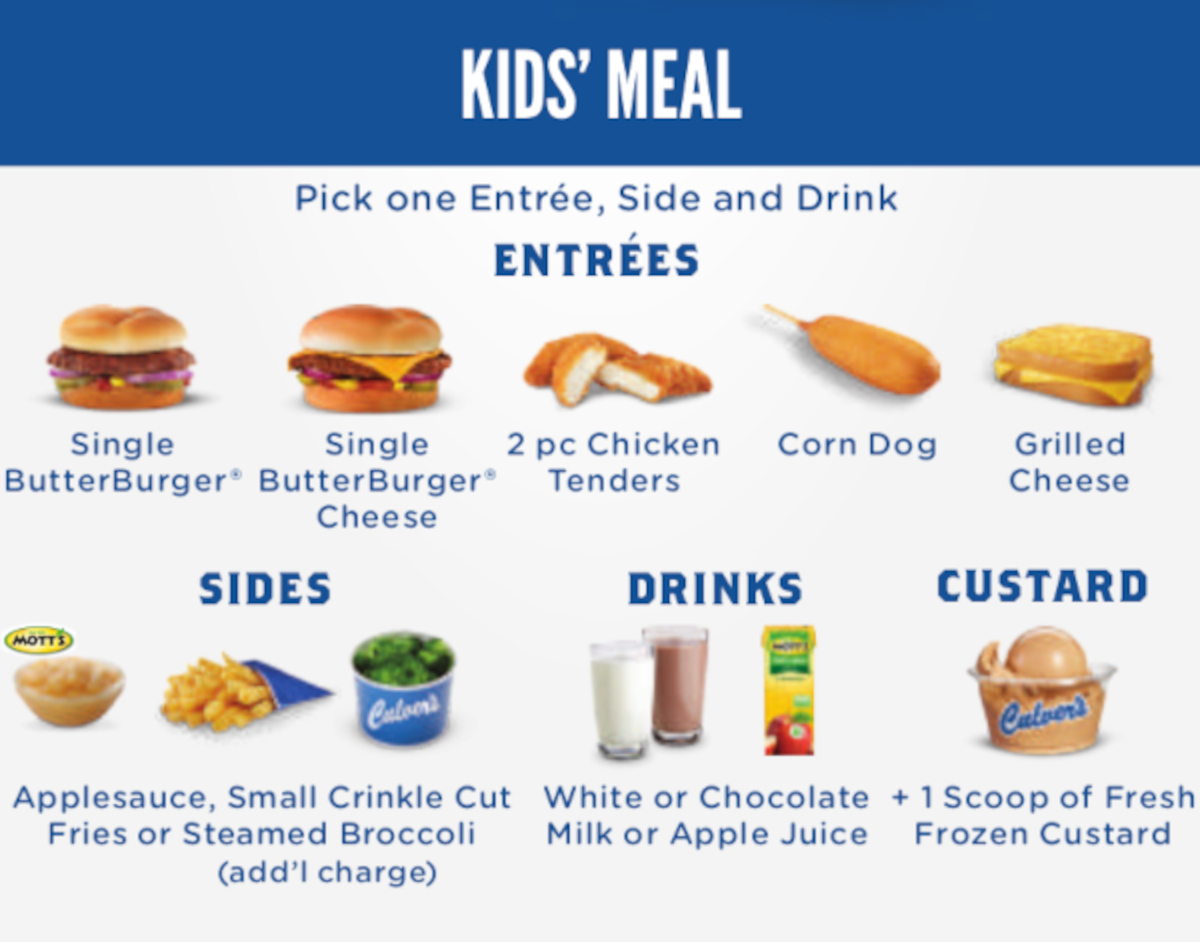 KIDS' MEAL
Pick one Entrée, Side and Drink
ENTRÉES
Single
ButterBurger®
Single
ButterBurger®
Cheese
2 pc Chicken
Tenders
Corn Dog
Grilled
Cheese
SIDES
MOTT'S
Culver's
Applesauce, Small Crinkle Cut
Fries or Steamed Broccoli
(add'l charge)
DRINKS
MOTT'S
White or Chocolate
Milk or Apple Juice
CUSTARD
Culver's
+ 1 Scoop of Fresh
Frozen Custard